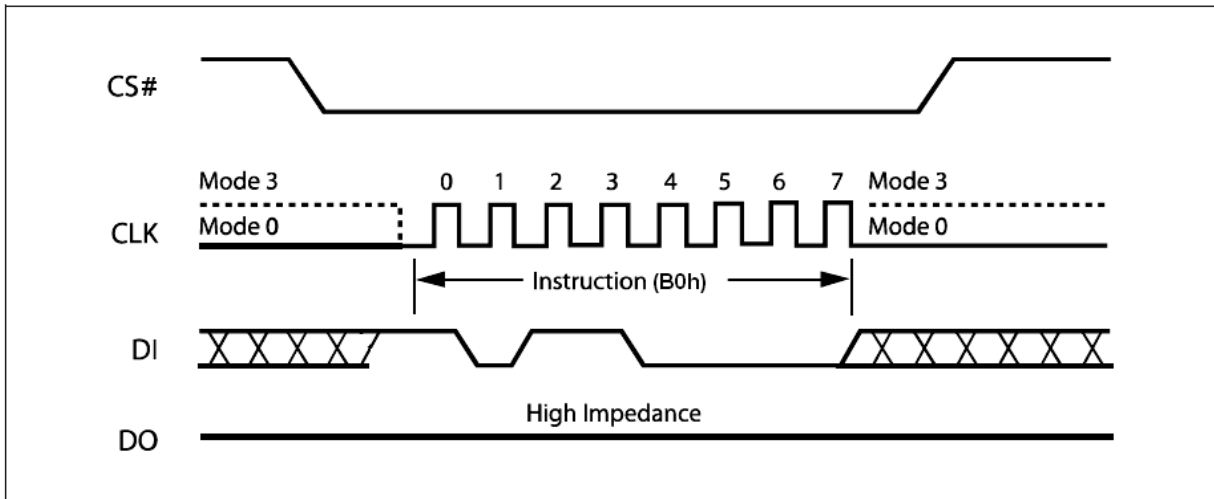 CS#
Mode 3 0 1 2 3 4 5 6 7 Mode 3
CLK Mode 0 Mode 0
Instruction (B0h)
DI
High Impedance
DO